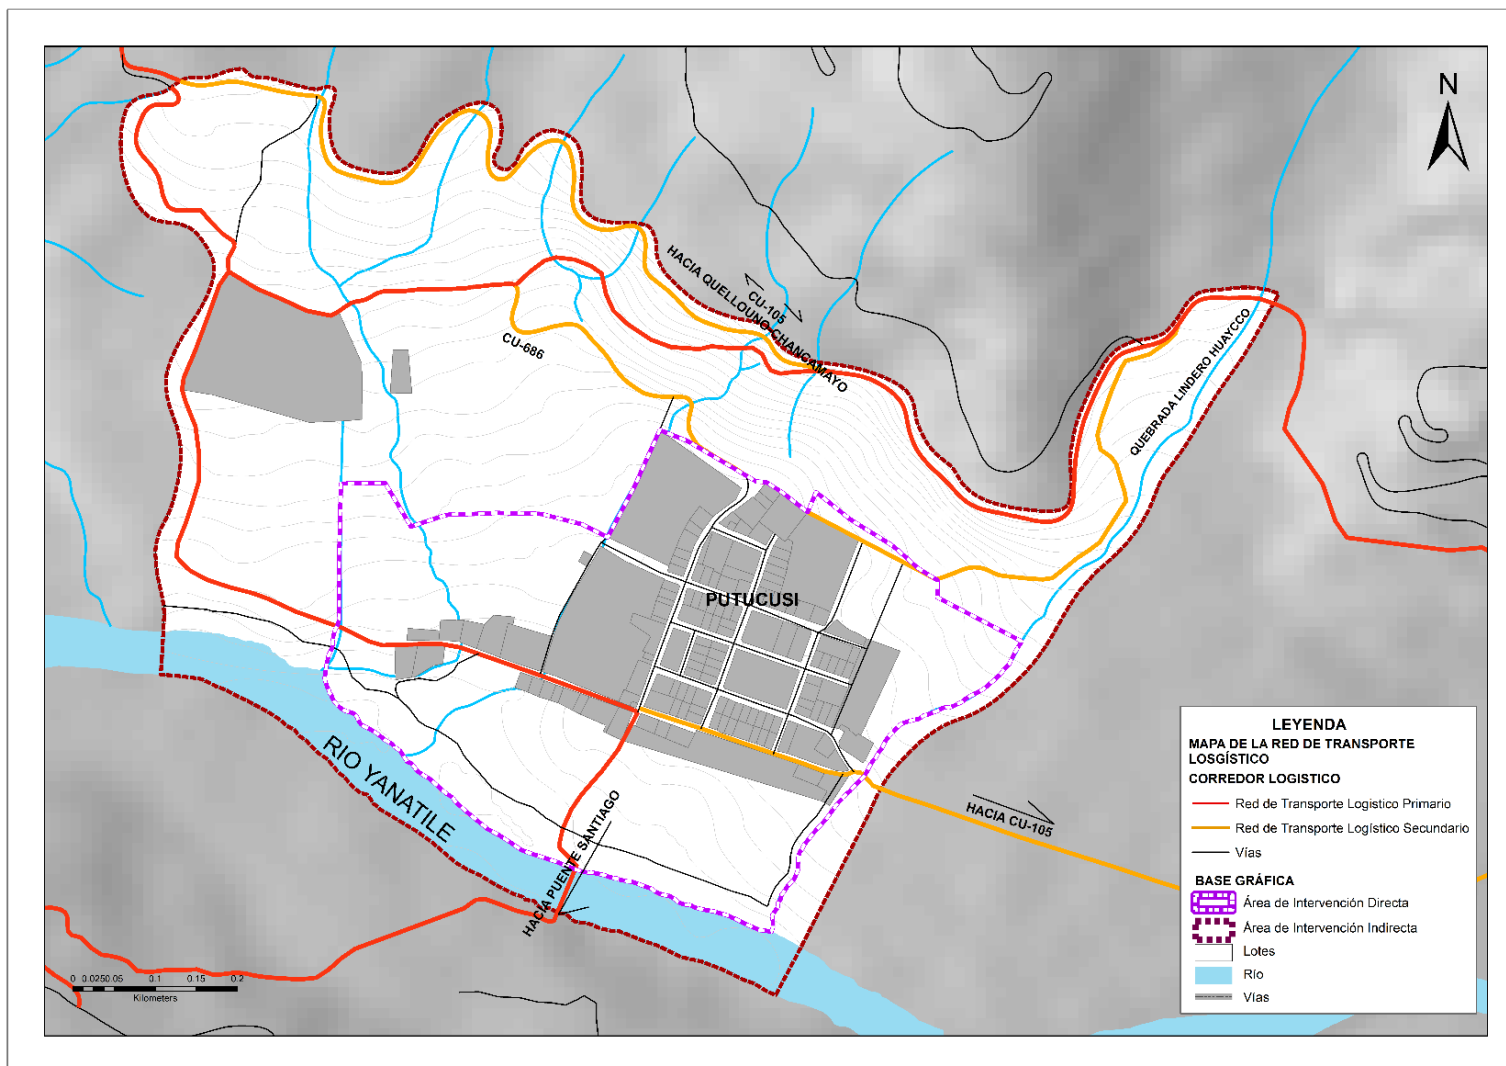 N
HACIA QUELLOUNO-CHANCAMAYO
CU-105
CU-686
QUEBRADA LINDERO HUAYCCO
PUTUCUSI
RIO YANATILE
HACIA PUENTE SANTIAGO
HACIA CU-105
0 0.0250.05 0.1 0.15 0.2
Kilometers
LEYENDA
MAPA DE LA RED DE TRANSPORTE
LOSGÍSTICO
CORREDOR LOGISTICO
Red de Transporte Logistico Primario
Red de Transporte Logístico Secundario
Vías
BASE GRÁFICA
Área de Intervención Directa
Área de Intervención Indirecta
Lotes
Río
Vías